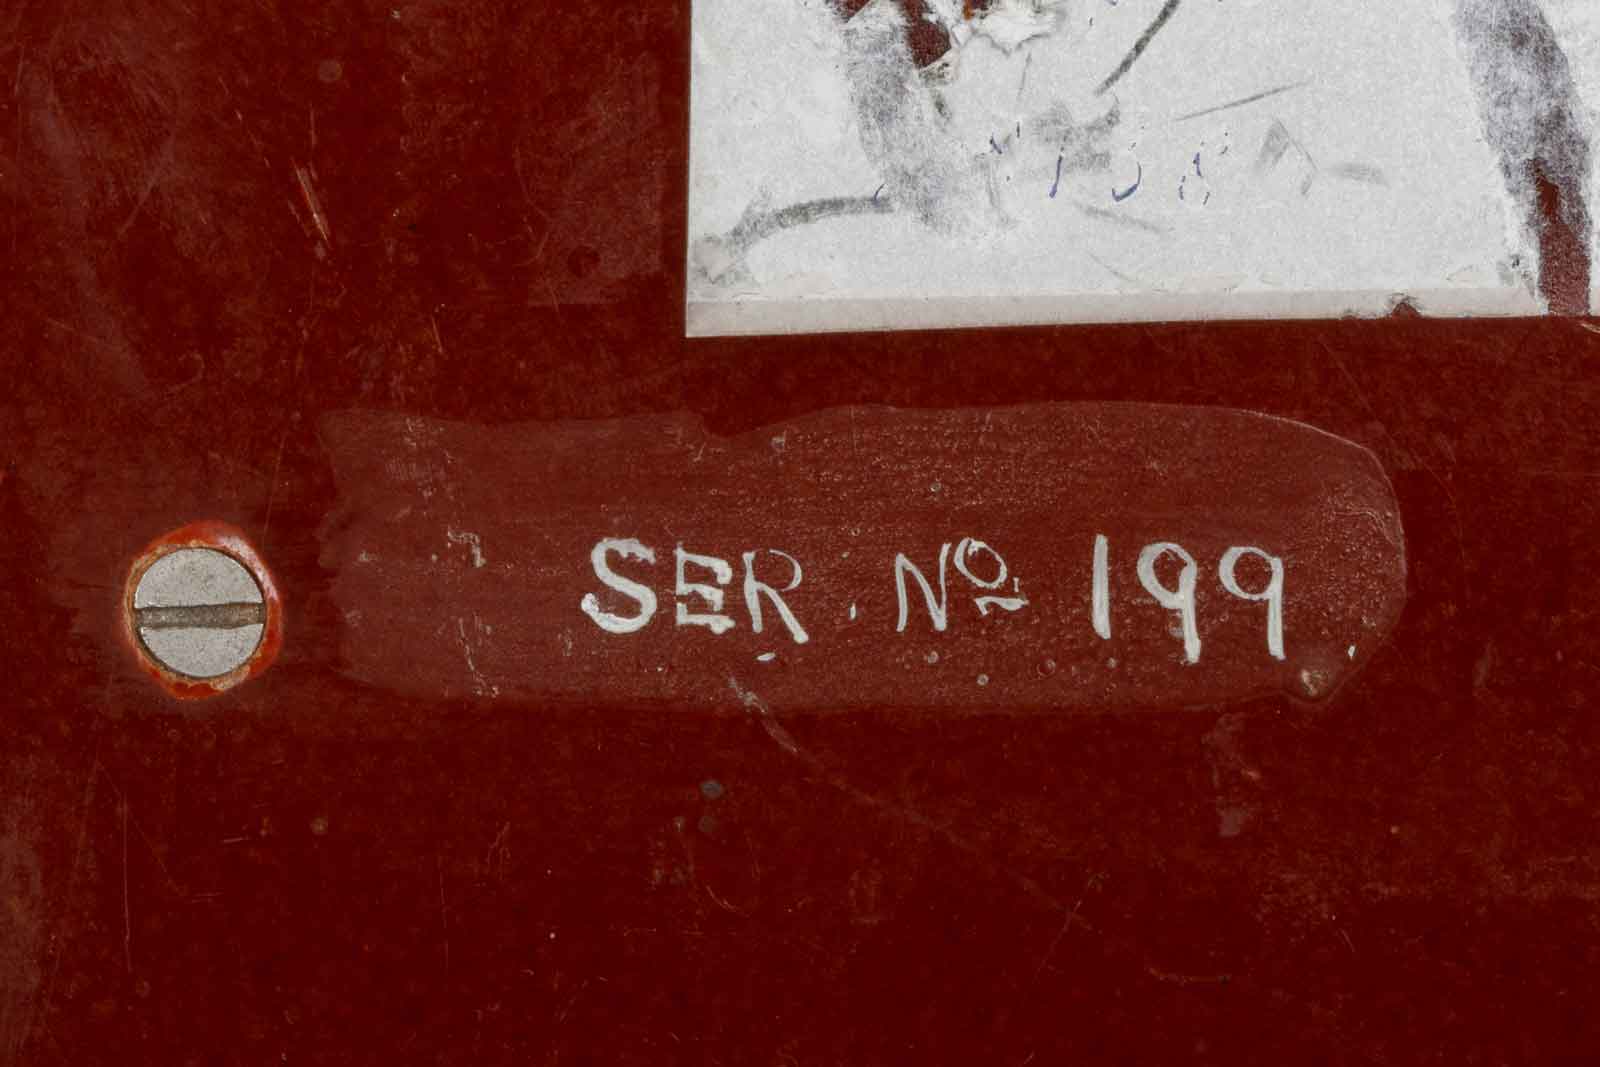 SER. Nº 199